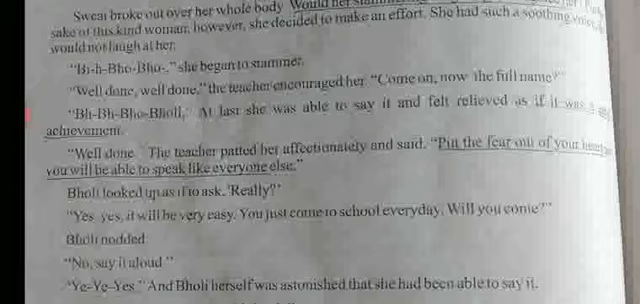 Sweat broke out over her whole body. Would her
sake of this kind woman, however, she decided to make an effort. She had such a soothing voice,
would not laugh at her.
"Bh-h-Bho-Bho-," she began to stammer.
"Well done, well done," the teacher encouraged her. "Come on, now the full name?"
"Bh-Bh-Bho-Bholi," At last she was able to say it and felt relieved as if it was a
achievement.
"Well done. The teacher patted her affectionately and said. "Put the fear out of your heart
you will be able to speak like everyone else."
Bholi looked up as if to ask. 'Really?'
"Yes yes, it will be very easy. You just come to school everyday. Will you come?"
Bholi nodded
"No, say it aloud."
"Ye-Ye-Yes." And Bholi herself was astonished that she had been able to say it.